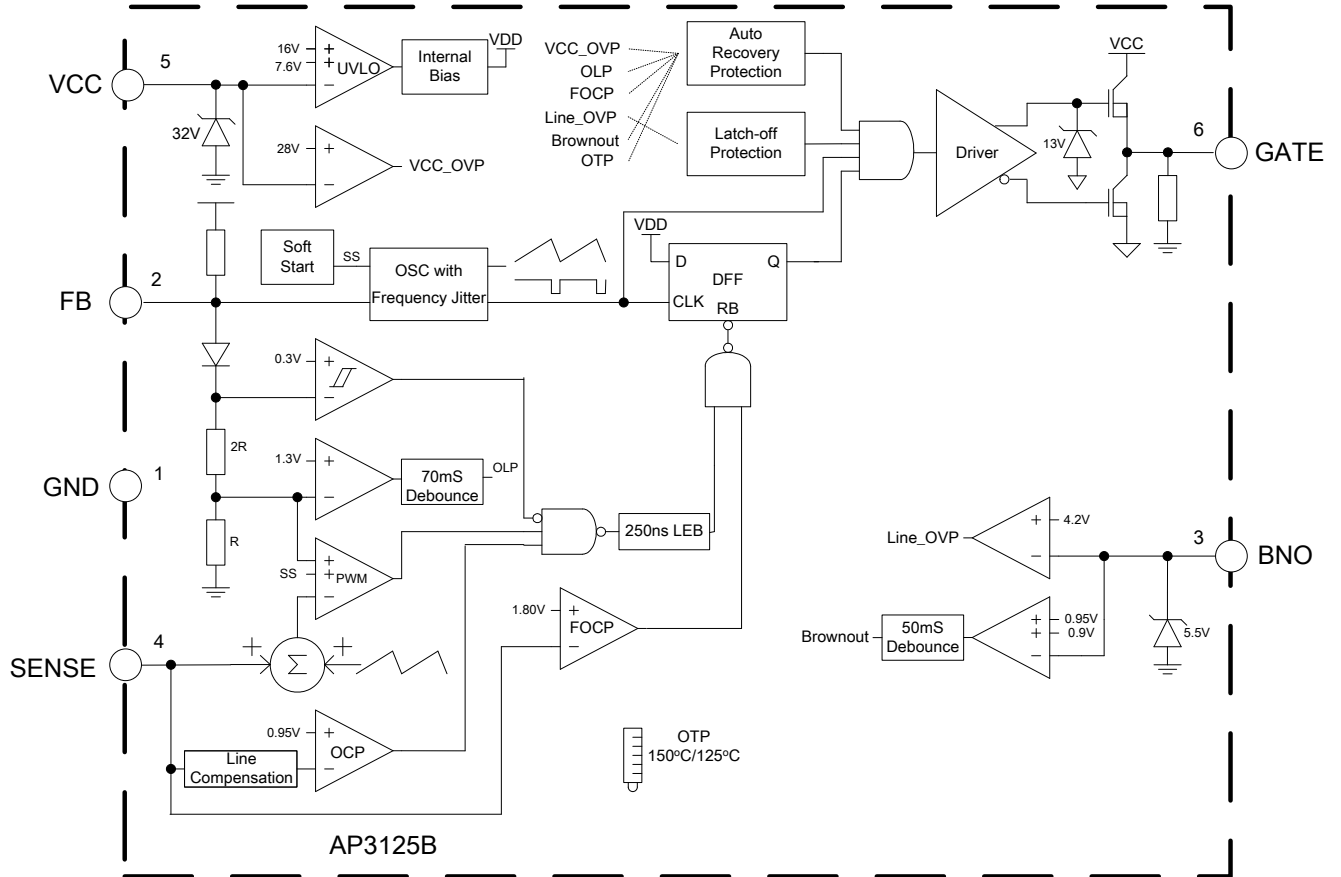 VCC
5
16V
7.6V
+
+
UVLO
−
Internal
Bias
VDD
32V
28V
+
−
VCC_OVP
VCC_OVP
OLP
FOCP
Line_OVP
Brownout
OTP
Auto
Recovery
Protection
Latch-off
Protection
Driver
VCC
13V
6
GATE
FB
2
Soft
Start
SS
OSC with
Frequency Jitter
VDD
D
Q
DFF
CLK
RB
0.3V
+
−
2R
R
GND
1
1.3V
+
−
70mS
Debounce
OLP
SS
+
+
PWM
−
250ns LEB
SENSE
4
+
+
Σ
1.80V
+
FOCP
−
0.95V
+
OCP
−
Line
Compensation
OTP
150ºC/125ºC
Line_OVP
+
4.2V
−
3
BNO
Brownout
50mS
Debounce
+
0.95V
+
0.9V
−
5.5V
AP3125B